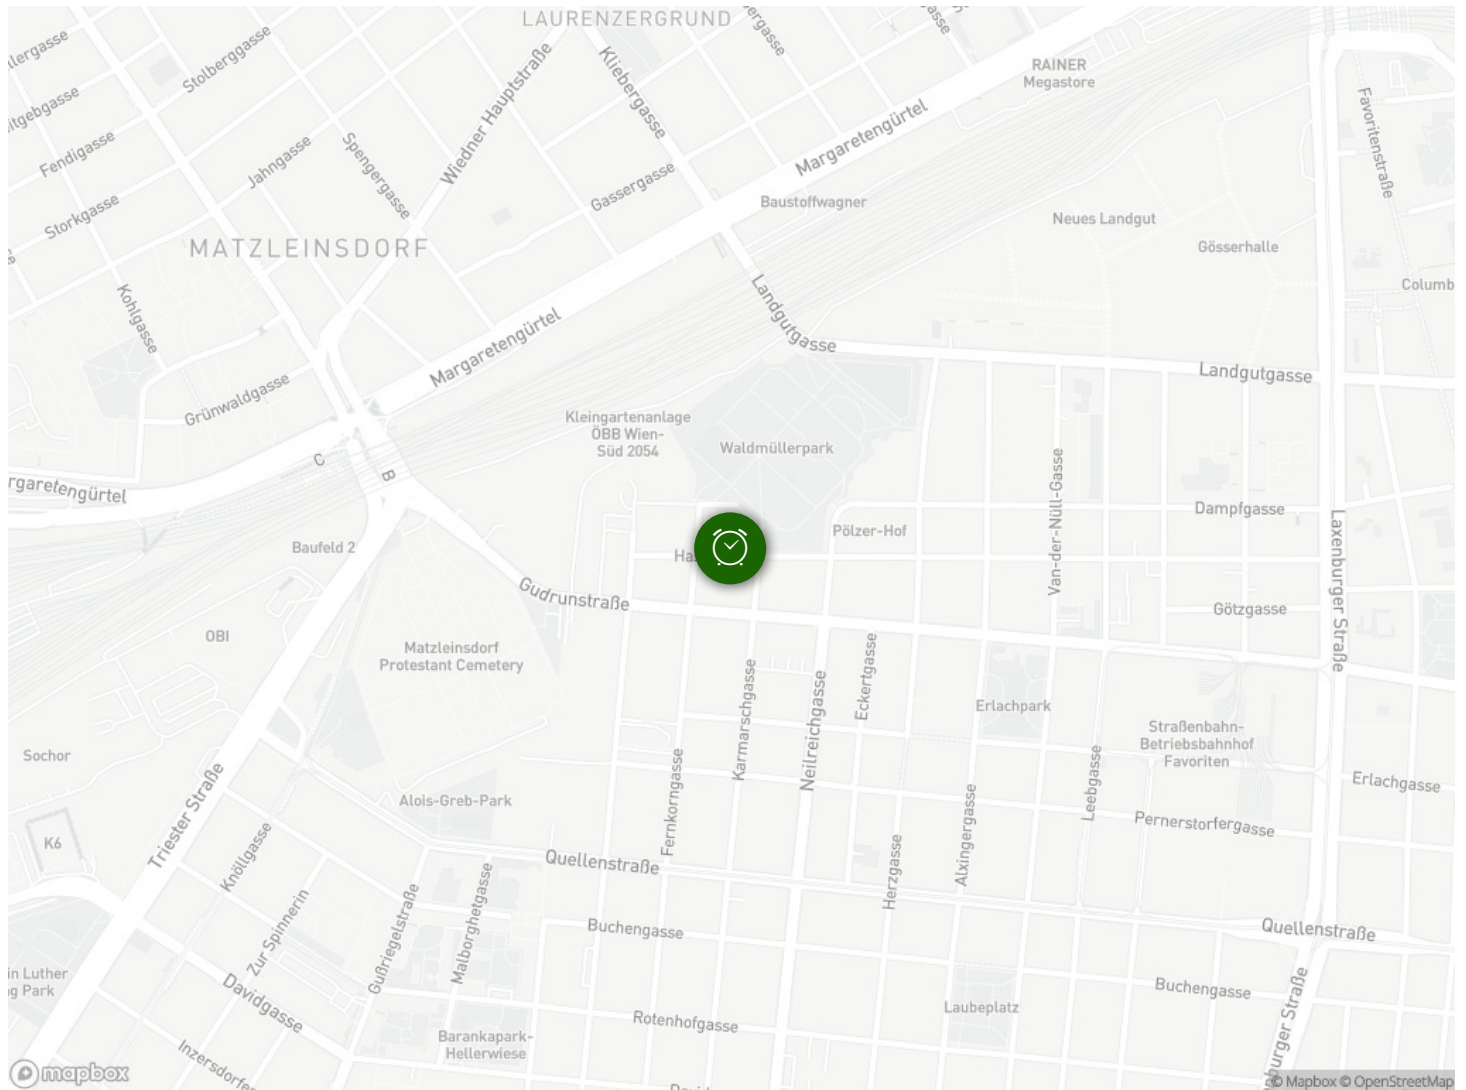 LAURENZERGRUND
Stolberggasse
Wiedner Hauptstraße
Kliebergasse
RAINER
Megastore
Favoritenstraße
Fendigasse
Jahngasse
Spengergasse
Gassergasse
Margaretengürtel
Baustoffwagner
Neues Landgut
Gösserhalle
Storkgasse
MATZLEINSDORF
Kohlgasse
Landgutgasse
Margaretengürtel
Grünwaldgasse
Landgutgasse
Kleingartenanlage
ÖBB Wien-
Süd 2054
Waldmüllerpark
C
B
Van-der-Nüll-Gasse
Dampfgasse
Laxenburger Straße
Pölzer-Hof
Baufeld 2
Gudrunstraße
Götzgasse
OBI
Matzleinsdorf
Protestant Cemetery
Karmarschgasse
Neilreichgasse
Eckertgasse
Erlachpark
Straßenbahn-
Betriebsbahnhof
Favoriten
Sochor
Triester Straße
Alois-Greb-Park
Fernkorngasse
Leebgasse
Erlachgasse
Pernerstorfergasse
K6
Knöllgasse
Quellenstraße
Herzgasse
Alxingergasse
Zur Spinnerin
Gußriegelstraße
Malborghetgasse
Buchengasse
Quellenstraße
Davidgasse
Buchengasse
Laubeplatz
Rotenhofgasse
Barankapark-
Hellerwiese
mapbox
© Mapbox © OpenStreetMap